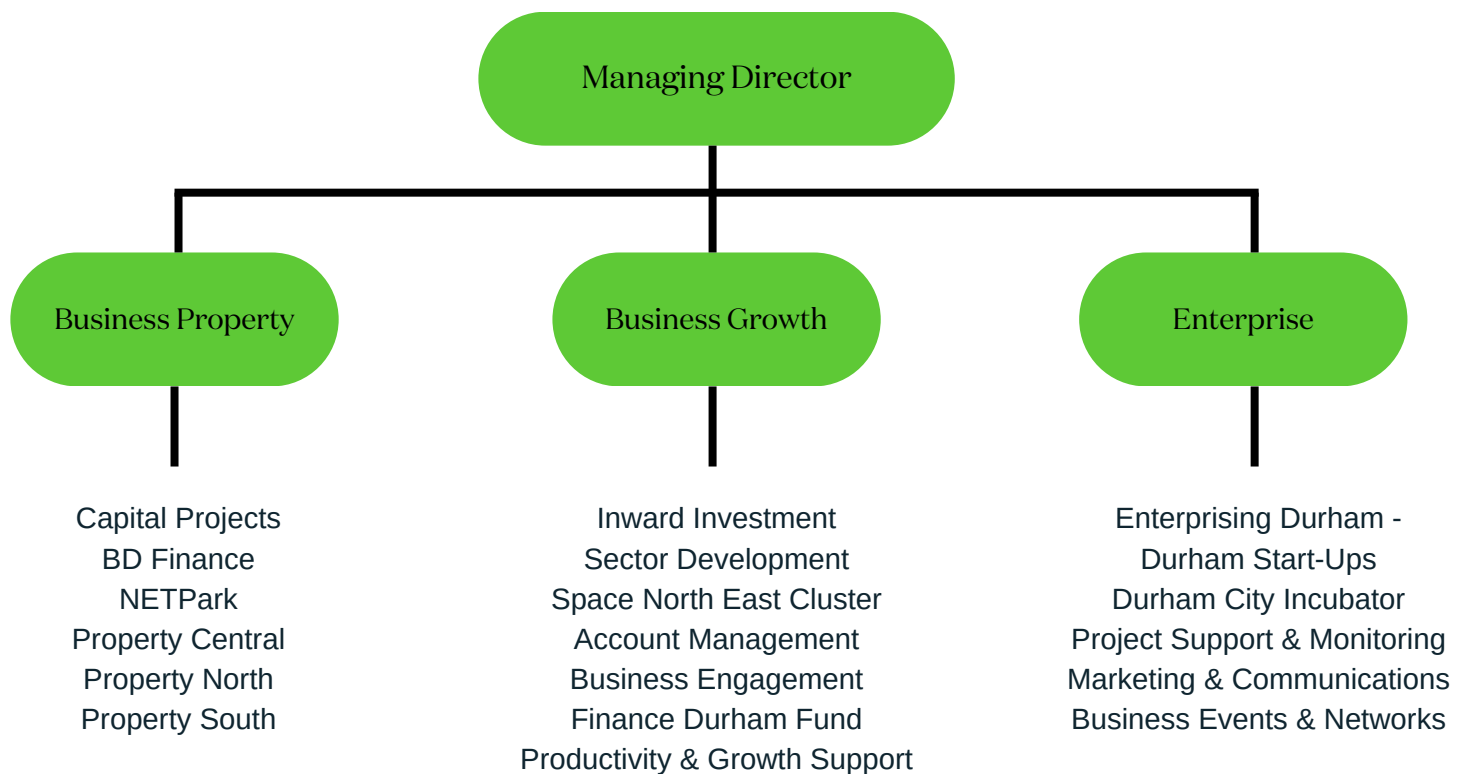 Managing Director
Business Property
Business Growth
Enterprise
Capital Projects
BD Finance
NETPark
Property Central
Property North
Property South
Inward Investment
Sector Development
Space North East Cluster
Account Management
Business Engagement
Finance Durham Fund
Productivity & Growth Support
Enterprising Durham -
Durham Start-Ups
Durham City Incubator
Project Support & Monitoring
Marketing & Communications
Business Events & Networks